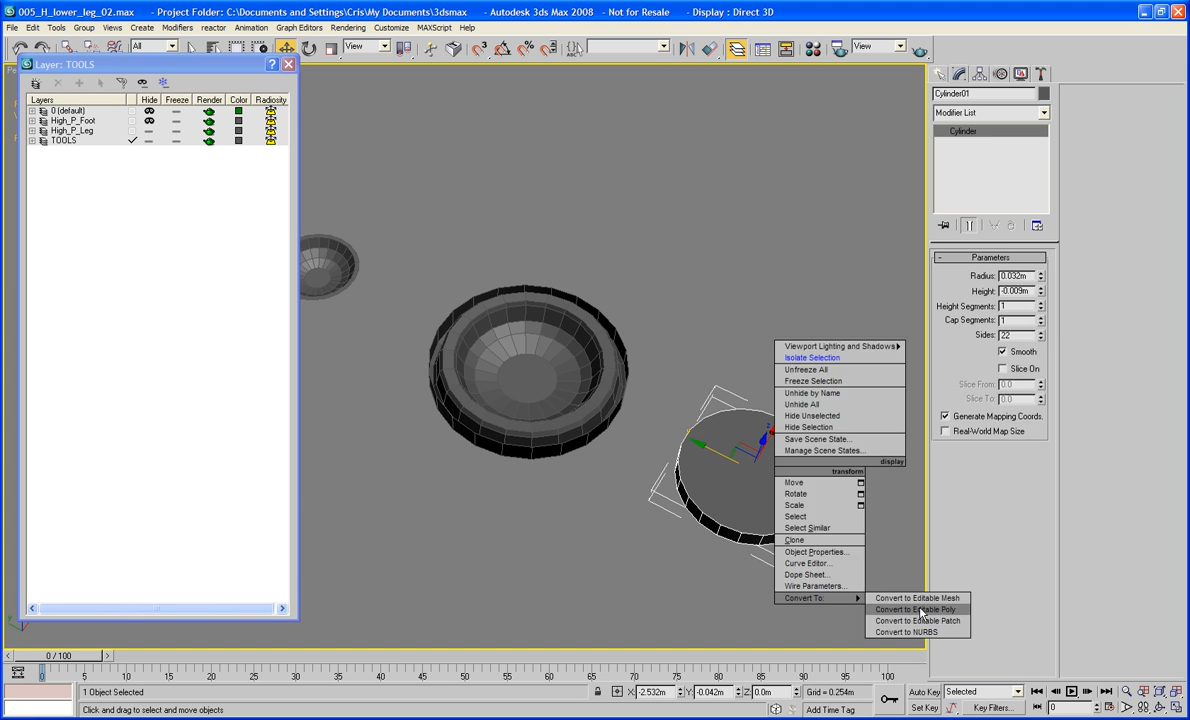 005_H_lower_leg_02.max - Project Folder: C:\Documents and Settings\Cris\My Documents\3dsmax - Autodesk 3ds Max 2008 - Not for Resale - Display : Direct 3D
File Edit Tools Group Views Create Modifiers reactor Animation Graph Editors Rendering Customize MAXScript Help
All View View
Layer: TOOLS
Layers Hide Freeze Render Color Radiosity
0 (default)
High_P_Foot
High_P_Leg
TOOLS
Cylinder01
Modifier List
Cylinder
Parameters
Radius: 0.032m
Height: -0.009m
Height Segments: 1
Cap Segments: 1
Sides: 22
Smooth
Slice On
Slice From: 0.0
Slice To: 0.0
Generate Mapping Coords.
Real-World Map Size
Viewport Lighting and Shadows
Isolate Selection
Unfreeze All
Freeze Selection
Unhide by Name
Unhide All
Hide Unselected
Hide Selection
Save Scene State...
Manage Scene States...
display
transform
Move
Rotate
Scale
Select
Select Similar
Clone
Object Properties...
Curve Editor...
Dope Sheet...
Wire Parameters...
Convert To:
Convert to Editable Mesh
Convert to Editable Poly
Convert to Editable Patch
Convert to NURBS
0 / 100
0 5 10 15 20 25 30 35 40 45 50 55 60 65 70 75 80 85 90 95 100
1 Object Selected X: -2.532m Y: -0.042m Z: 0.0m Grid = 0.254m Auto Key Selected
Click and drag to select and move objects Add Time Tag Set Key Key Filters... 0